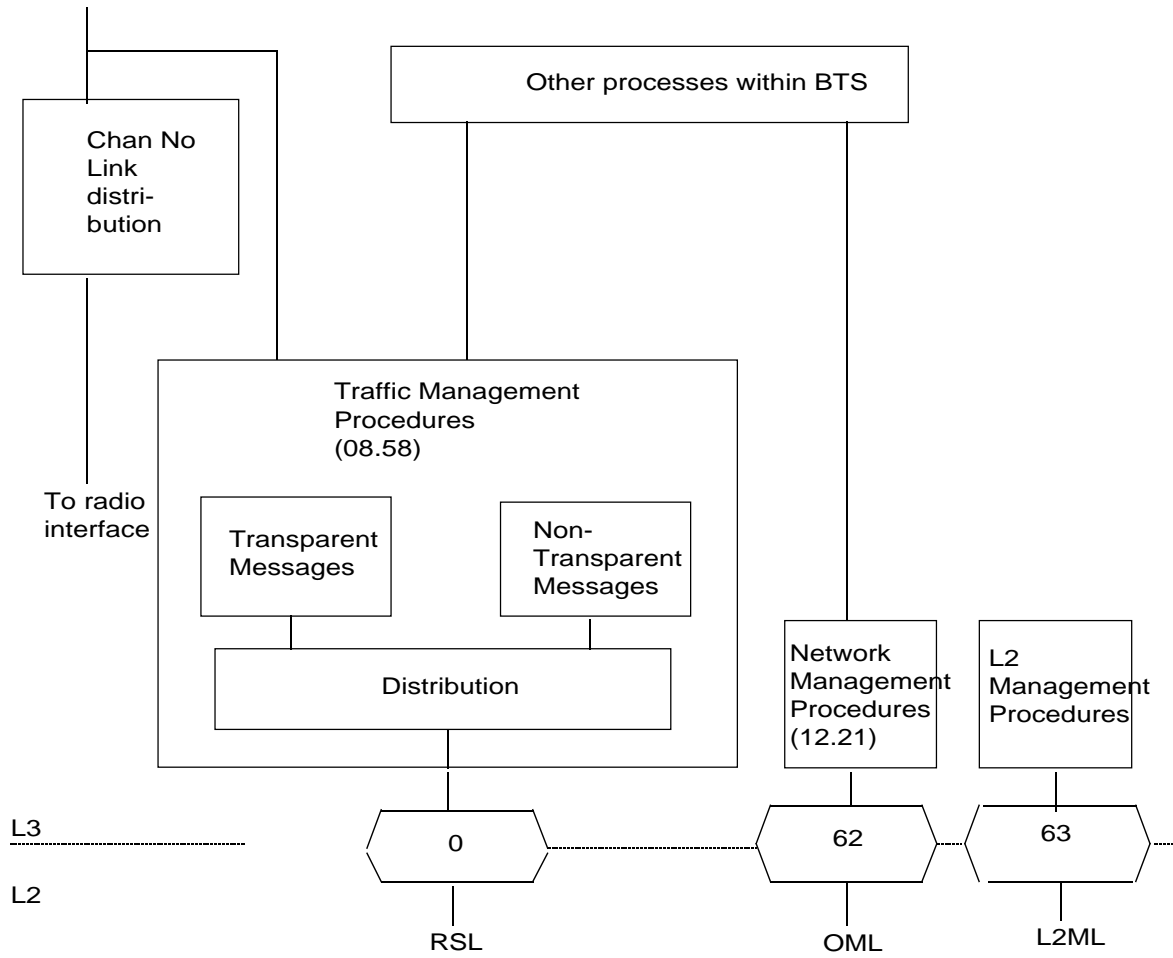 Other processes within BTS
Chan No
Link
distri-
bution
Traffic Management
Procedures
(08.58)
To radio
interface
Transparent
Messages
Non-
Transparent
Messages
Distribution
Network
Management
Procedures
(12.21)
L2
Management
Procedures
L3
0
62
63
L2
RSL
OML
L2ML